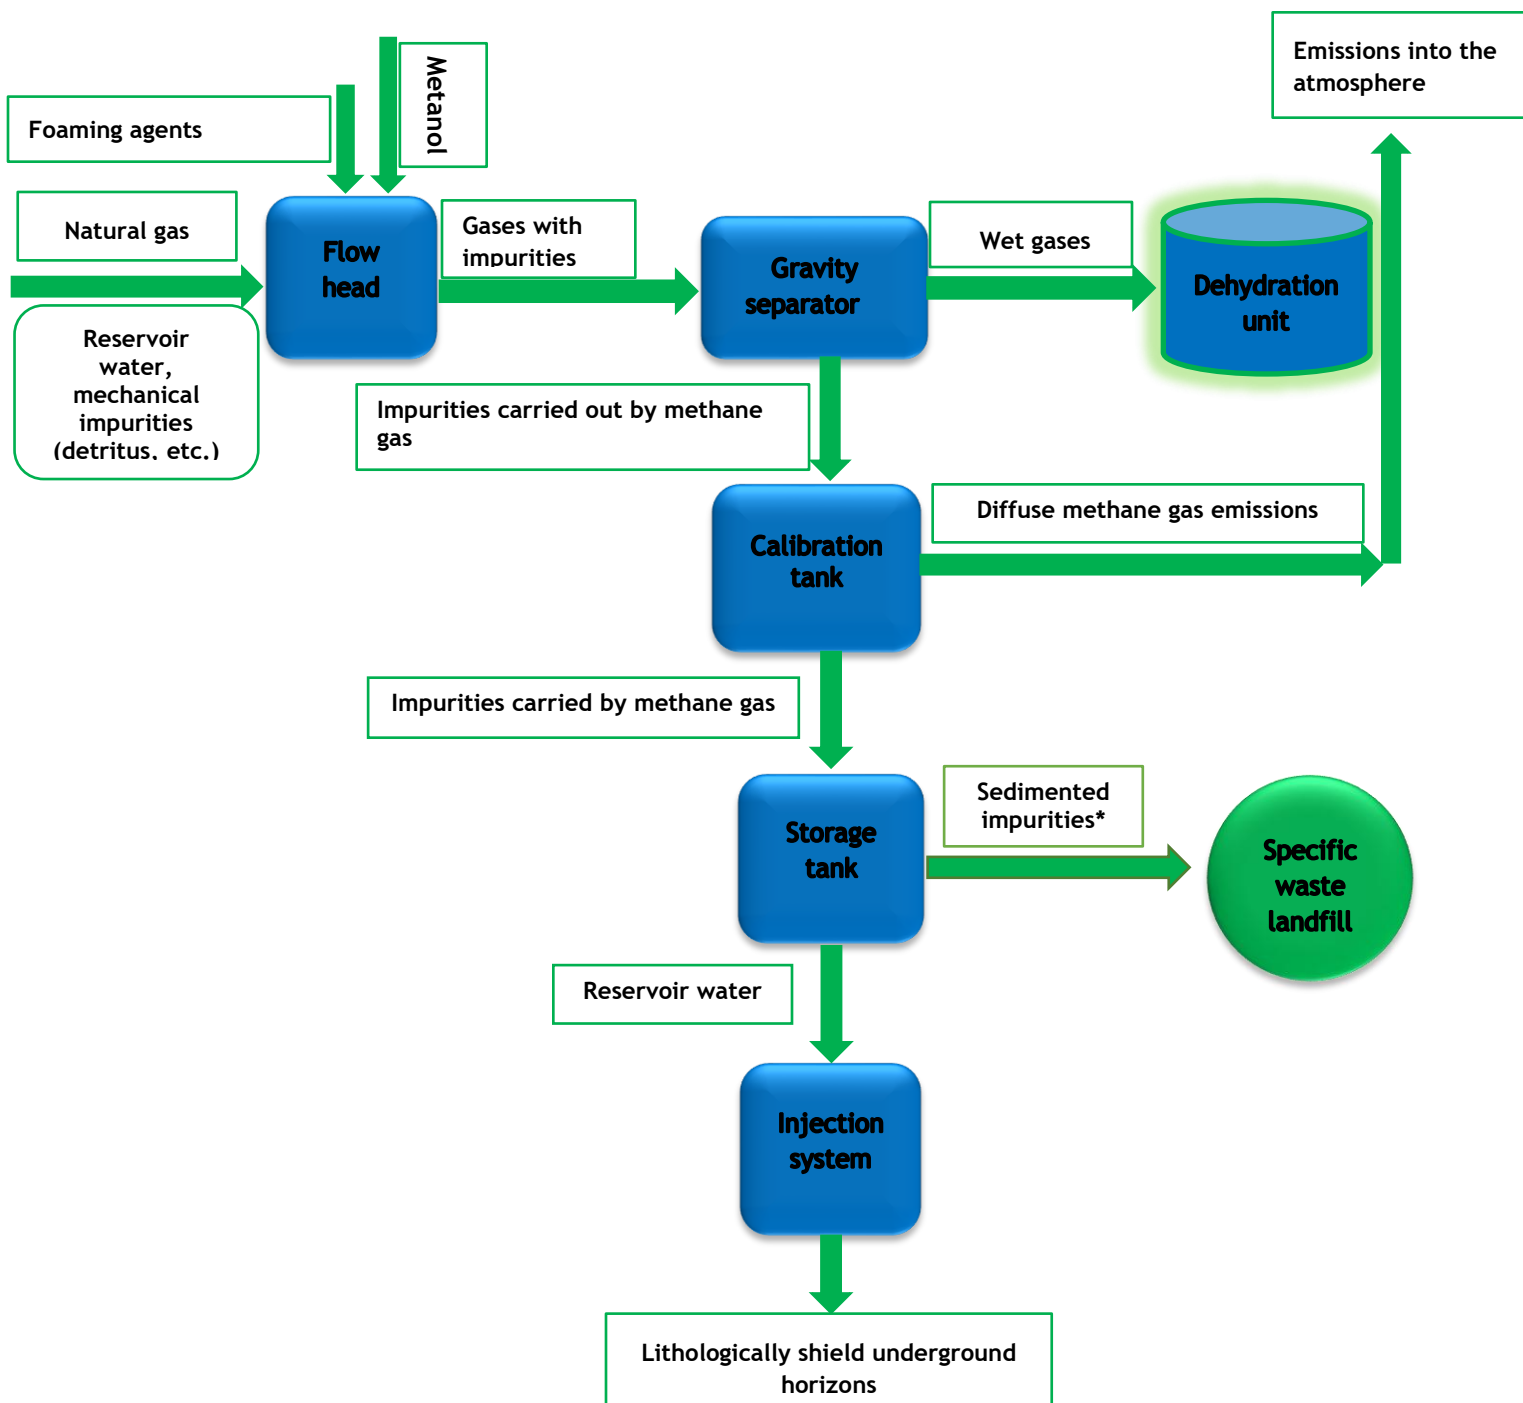 Emissions into the
atmosphere
Metanol
Foaming agents
Natural gas
Flow
head
Gases with
impurities
Gravity
separator
Wet gases
Dehydration
unit
Reservoir
water,
mechanical
impurities
(detritus, etc.)
Impurities carried out by methane
gas
Calibration
tank
Diffuse methane gas emissions
Impurities carried by methane gas
Storage
tank
Sedimented
impurities*
Specific
waste
landfill
Reservoir water
Injection
system
Lithologically shield underground
horizons